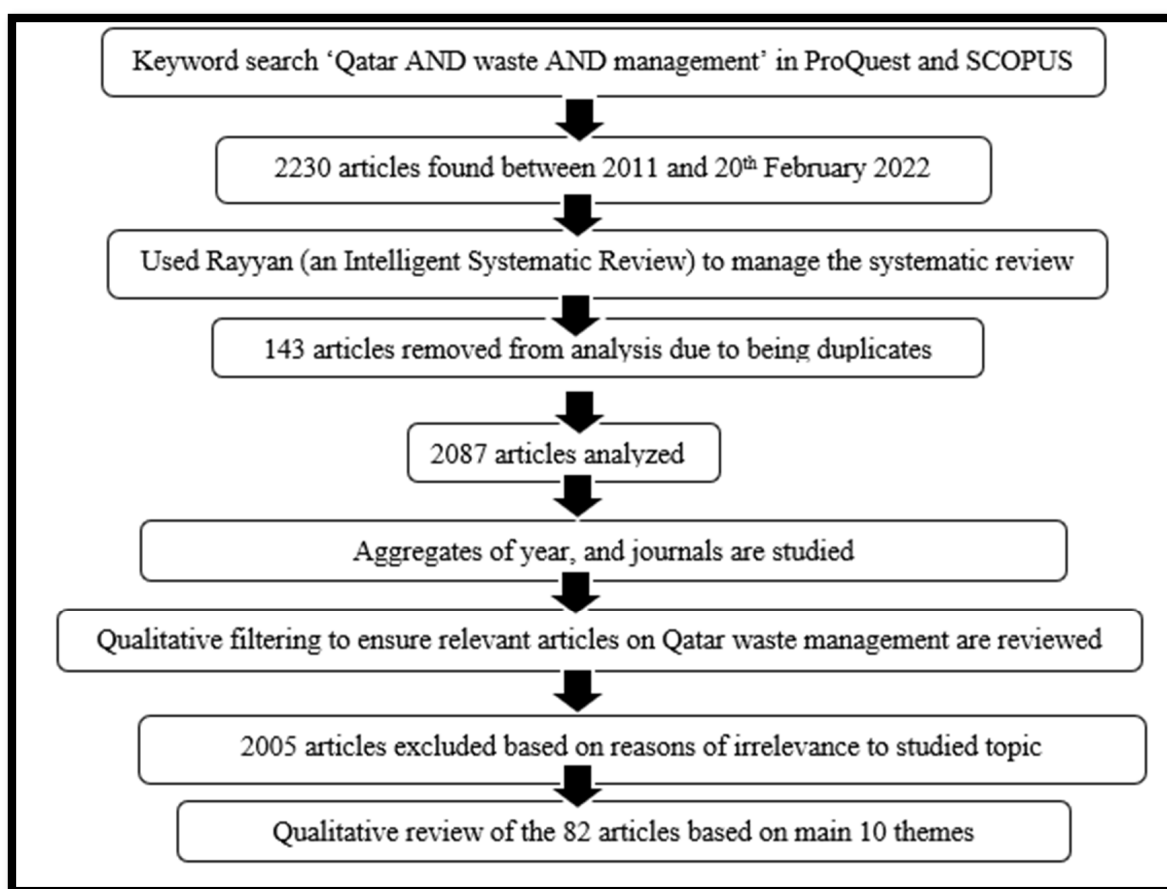 Keyword search ‘Qatar AND waste AND management’ in ProQuest and SCOPUS
2230 articles found between 2011 and 20th February 2022
Used Rayyan (an Intelligent Systematic Review) to manage the systematic review
143 articles removed from analysis due to being duplicates
2087 articles analyzed
Aggregates of year, and journals are studied
Qualitative filtering to ensure relevant articles on Qatar waste management are reviewed
2005 articles excluded based on reasons of irrelevance to studied topic
Qualitative review of the 82 articles based on main 10 themes